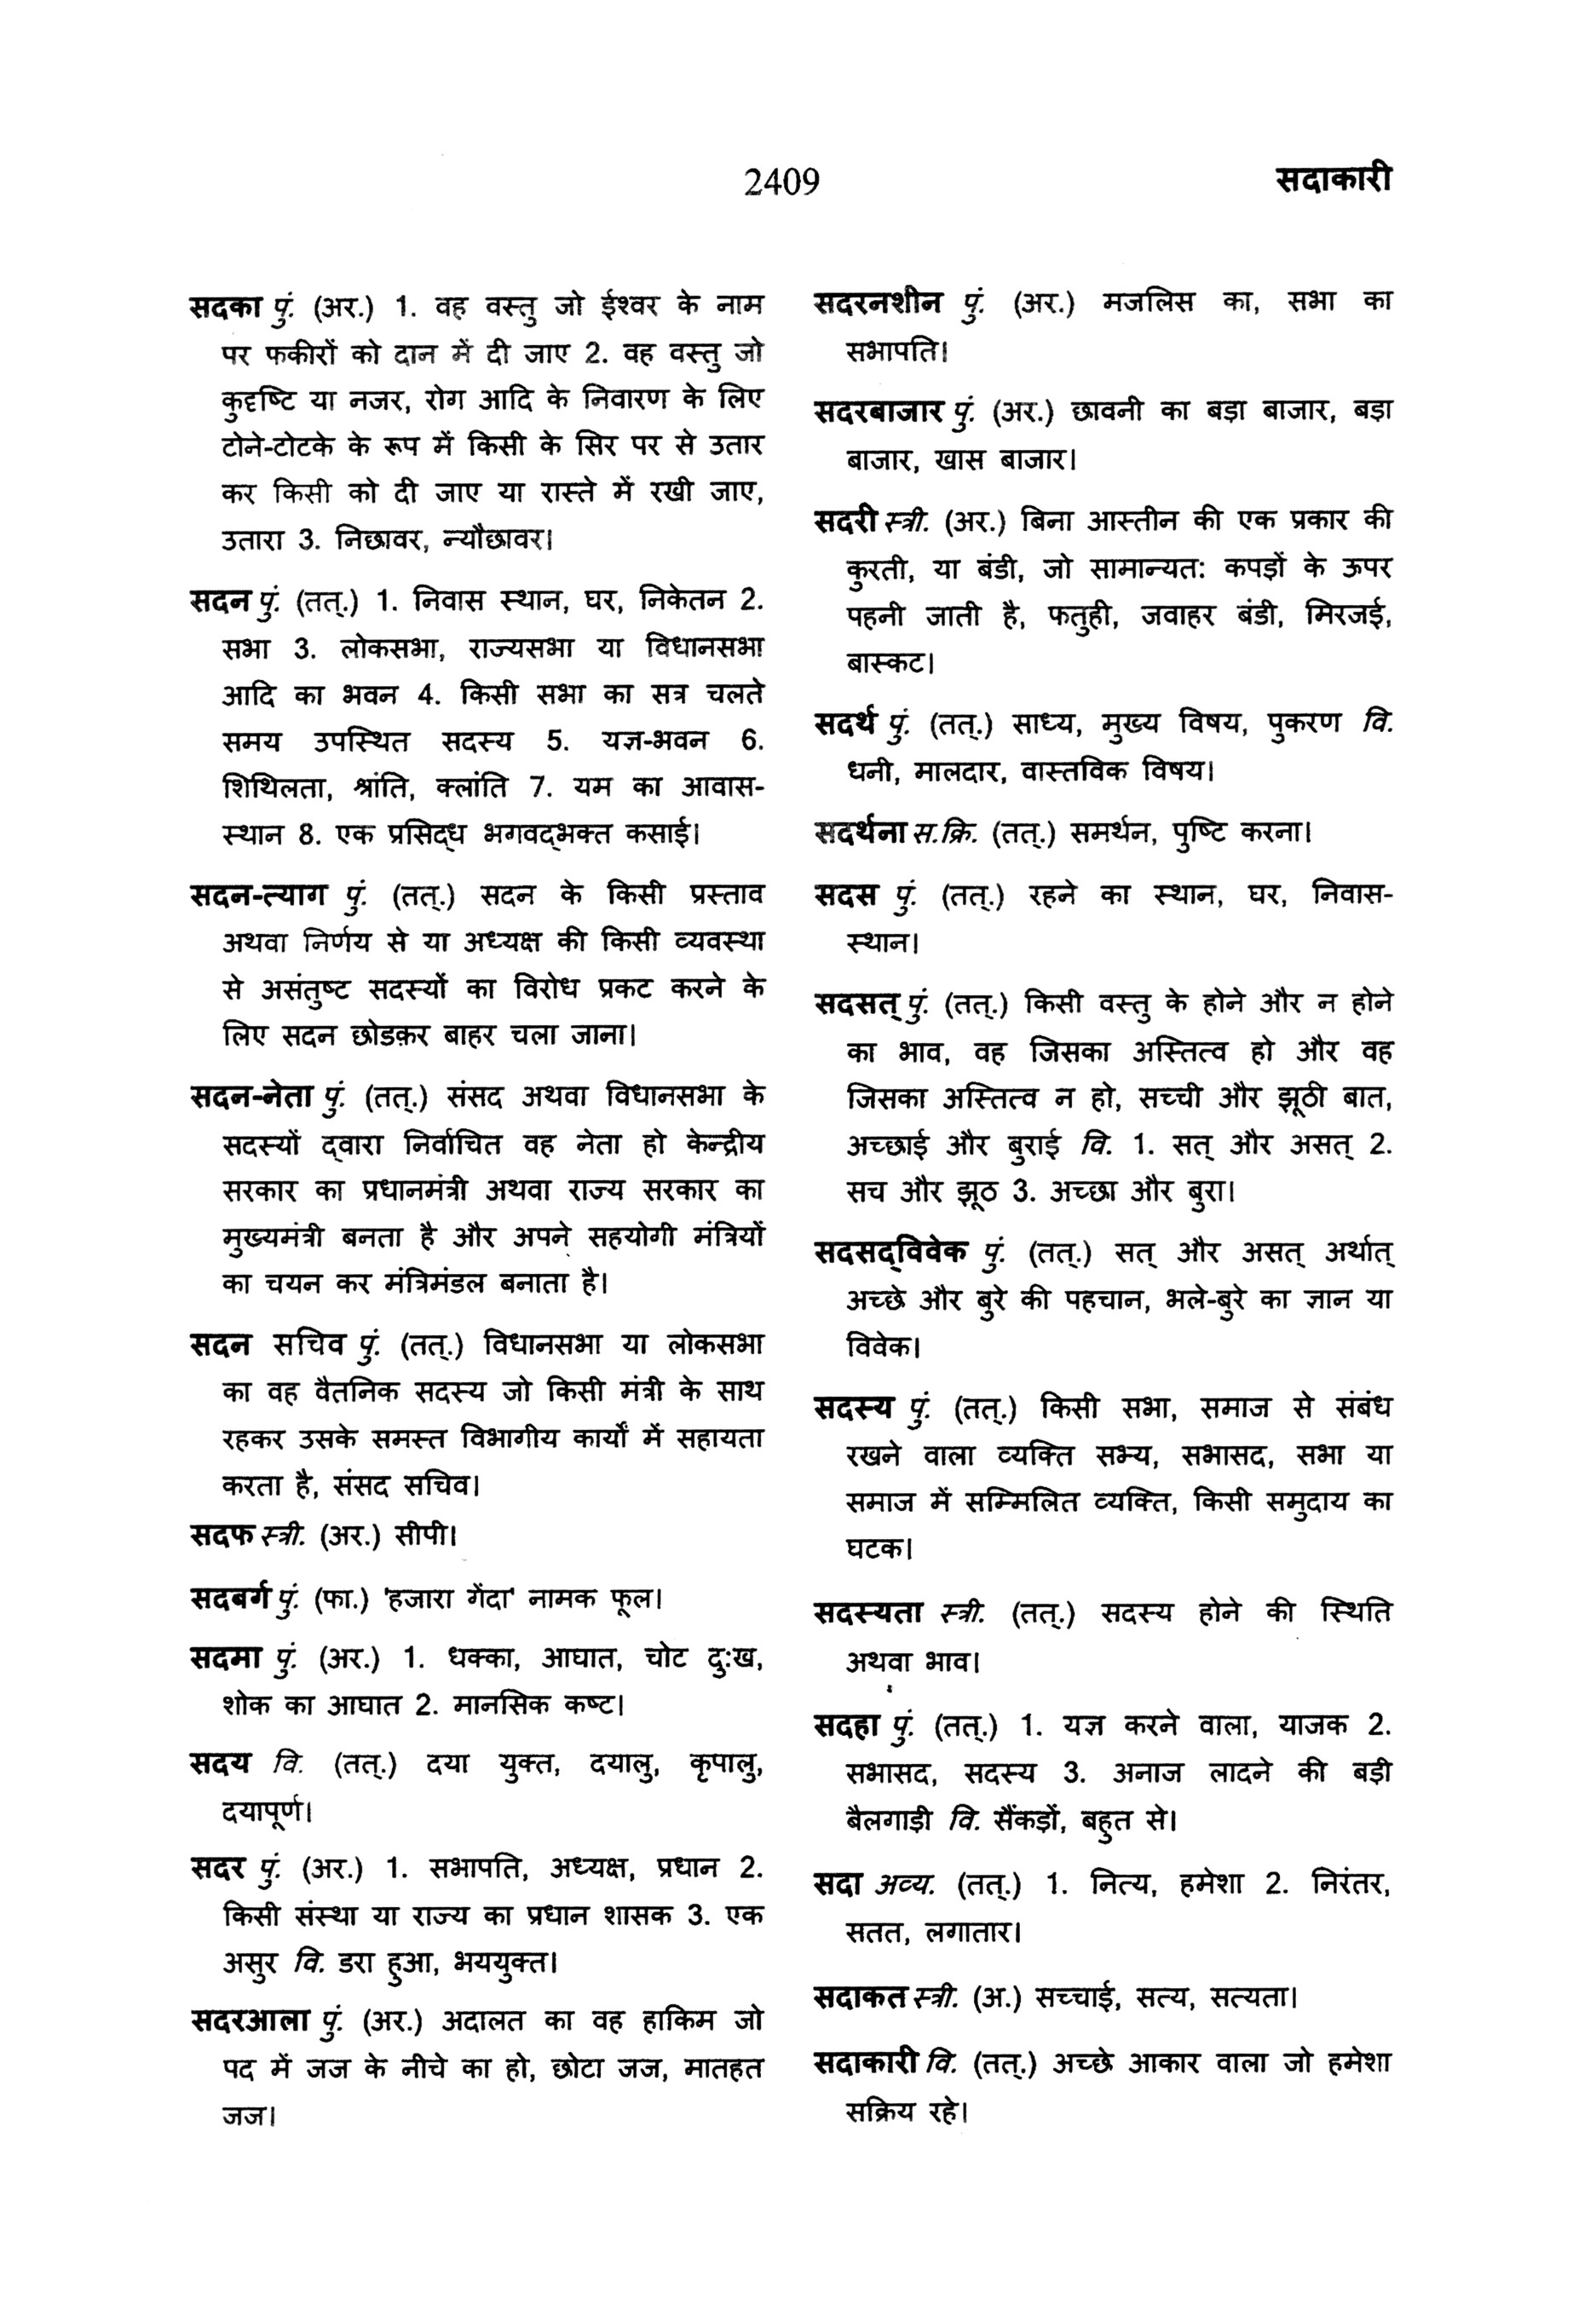 2409
सदाकारी
सदका पुं. (अर.) 1. वह वस्तु जो ईश्वर के नाम
पर फकीरों को दान में दी जाए 2. वह वस्तु जो
कुदृष्टि या नजर, रोग आदि के निवारण के लिए
टोने-टोटके के रूप में किसी के सिर पर से उतार
कर किसी को दी जाए या रास्ते में रखी जाए,
उतारा 3. निछावर, न्यौछावर।
सदन पुं. (तत्.) 1. निवास स्थान, घर, निकेतन 2.
सभा 3. लोकसभा, राज्यसभा या विधानसभा
आदि का भवन 4. किसी सभा का सत्र चलते
समय उपस्थित सदस्य 5. यज्ञ-भवन 6.
शिथिलता, श्रांति, क्लांति 7. यम का आवास-
स्थान 8. एक प्रसिद्ध भगवद्भक्त कसाई।
सदन-त्याग पुं. (तत्.) सदन के किसी प्रस्ताव
अथवा निर्णय से या अध्यक्ष की किसी व्यवस्था
से असंतुष्ट सदस्यों का विरोध प्रकट करने के
लिए सदन छोडक़र बाहर चला जाना।
सदन-नेता पुं. (तत्.) संसद अथवा विधानसभा के
सदस्यों द्वारा निर्वाचित वह नेता हो केन्द्रीय
सरकार का प्रधानमंत्री अथवा राज्य सरकार का
मुख्यमंत्री बनता है और अपने सहयोगी मंत्रियों
का चयन कर मंत्रिमंडल बनाता है।
सदन सचिव पुं. (तत्.) विधानसभा या लोकसभा
का वह वैतनिक सदस्य जो किसी मंत्री के साथ
रहकर उसके समस्त विभागीय कार्यों में सहायता
करता है, संसद सचिव।
सदफ स्त्री. (अर.) सीपी।
सदबर्ग पुं. (फा.) 'हजारा गेंदा' नामक फूल।
सदमा पुं. (अर.) 1. धक्का, आघात, चोट दु:ख,
शोक का आघात 2. मानसिक कष्ट।
सदय वि. (तत्.) दया युक्त, दयालु, कृपालु,
दयापूर्ण।
सदर पुं. (अर.) 1. सभापति, अध्यक्ष, प्रधान 2.
किसी संस्था या राज्य का प्रधान शासक 3. एक
असुर वि. डरा हुआ, भययुक्त।
सदरआला पुं. (अर.) अदालत का वह हाकिम जो
पद में जज के नीचे का हो, छोटा जज, मातहत
जज।
सदरनशीन पुं. (अर.) मजलिस का, सभा का
सभापति।
सदरबाजार पुं. (अर.) छावनी का बड़ा बाजार, बड़ा
बाजार, खास बाजार।
सदरी स्त्री. (अर.) बिना आस्तीन की एक प्रकार की
कुरती, या बंडी, जो सामान्यत: कपड़ों के ऊपर
पहनी जाती है, फतुही, जवाहर बंडी, मिरजई,
बास्कट।
सदर्थ पुं. (तत्.) साध्य, मुख्य विषय, पुकरण वि.
धनी, मालदार, वास्तविक विषय।
सदर्थना स.क्रि. (तत्.) समर्थन, पुष्टि करना।
सदस पुं. (तत्.) रहने का स्थान, घर, निवास-
स्थान।
सदसत् पुं. (तत्.) किसी वस्तु के होने और न होने
का भाव, वह जिसका अस्तित्व हो और वह
जिसका अस्तित्व न हो, सच्ची और झूठी बात,
अच्छाई और बुराई वि. 1. सत् और असत् 2.
सच और झूठ 3. अच्छा और बुरा।
सदसद्विवेक पुं. (तत्.) सत् और असत् अर्थात्
अच्छे और बुरे की पहचान, भले-बुरे का ज्ञान या
विवेक।
सदस्य पुं. (तत्.) किसी सभा, समाज से संबंध
रखने वाला व्यक्ति सभ्य, सभासद, सभा या
समाज में सम्मिलित व्यक्ति, किसी समुदाय का
घटक।
सदस्यता स्त्री. (तत्.) सदस्य होने की स्थिति
अथवा भाव।
सदहा पुं. (तत्.) 1. यज्ञ करने वाला, याजक 2.
सभासद, सदस्य 3. अनाज लादने की बड़ी
बैलगाड़ी वि. सैंकड़ों, बहुत से।
सदा अव्य. (तत्.) 1. नित्य, हमेशा 2. निरंतर,
सतत, लगातार।
सदाकत स्त्री. (अ.) सच्चाई, सत्य, सत्यता।
सदाकारी वि. (तत्.) अच्छे आकार वाला जो हमेशा
सक्रिय रहे।